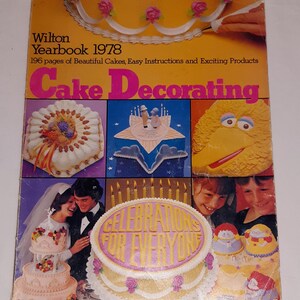 Wilton
Yearbook 1978
196 pages of Beautiful Cakes, Easy Instructions and Exciting Products
Cake Decorating
CELEBRATIONS
FOR EVERYONE